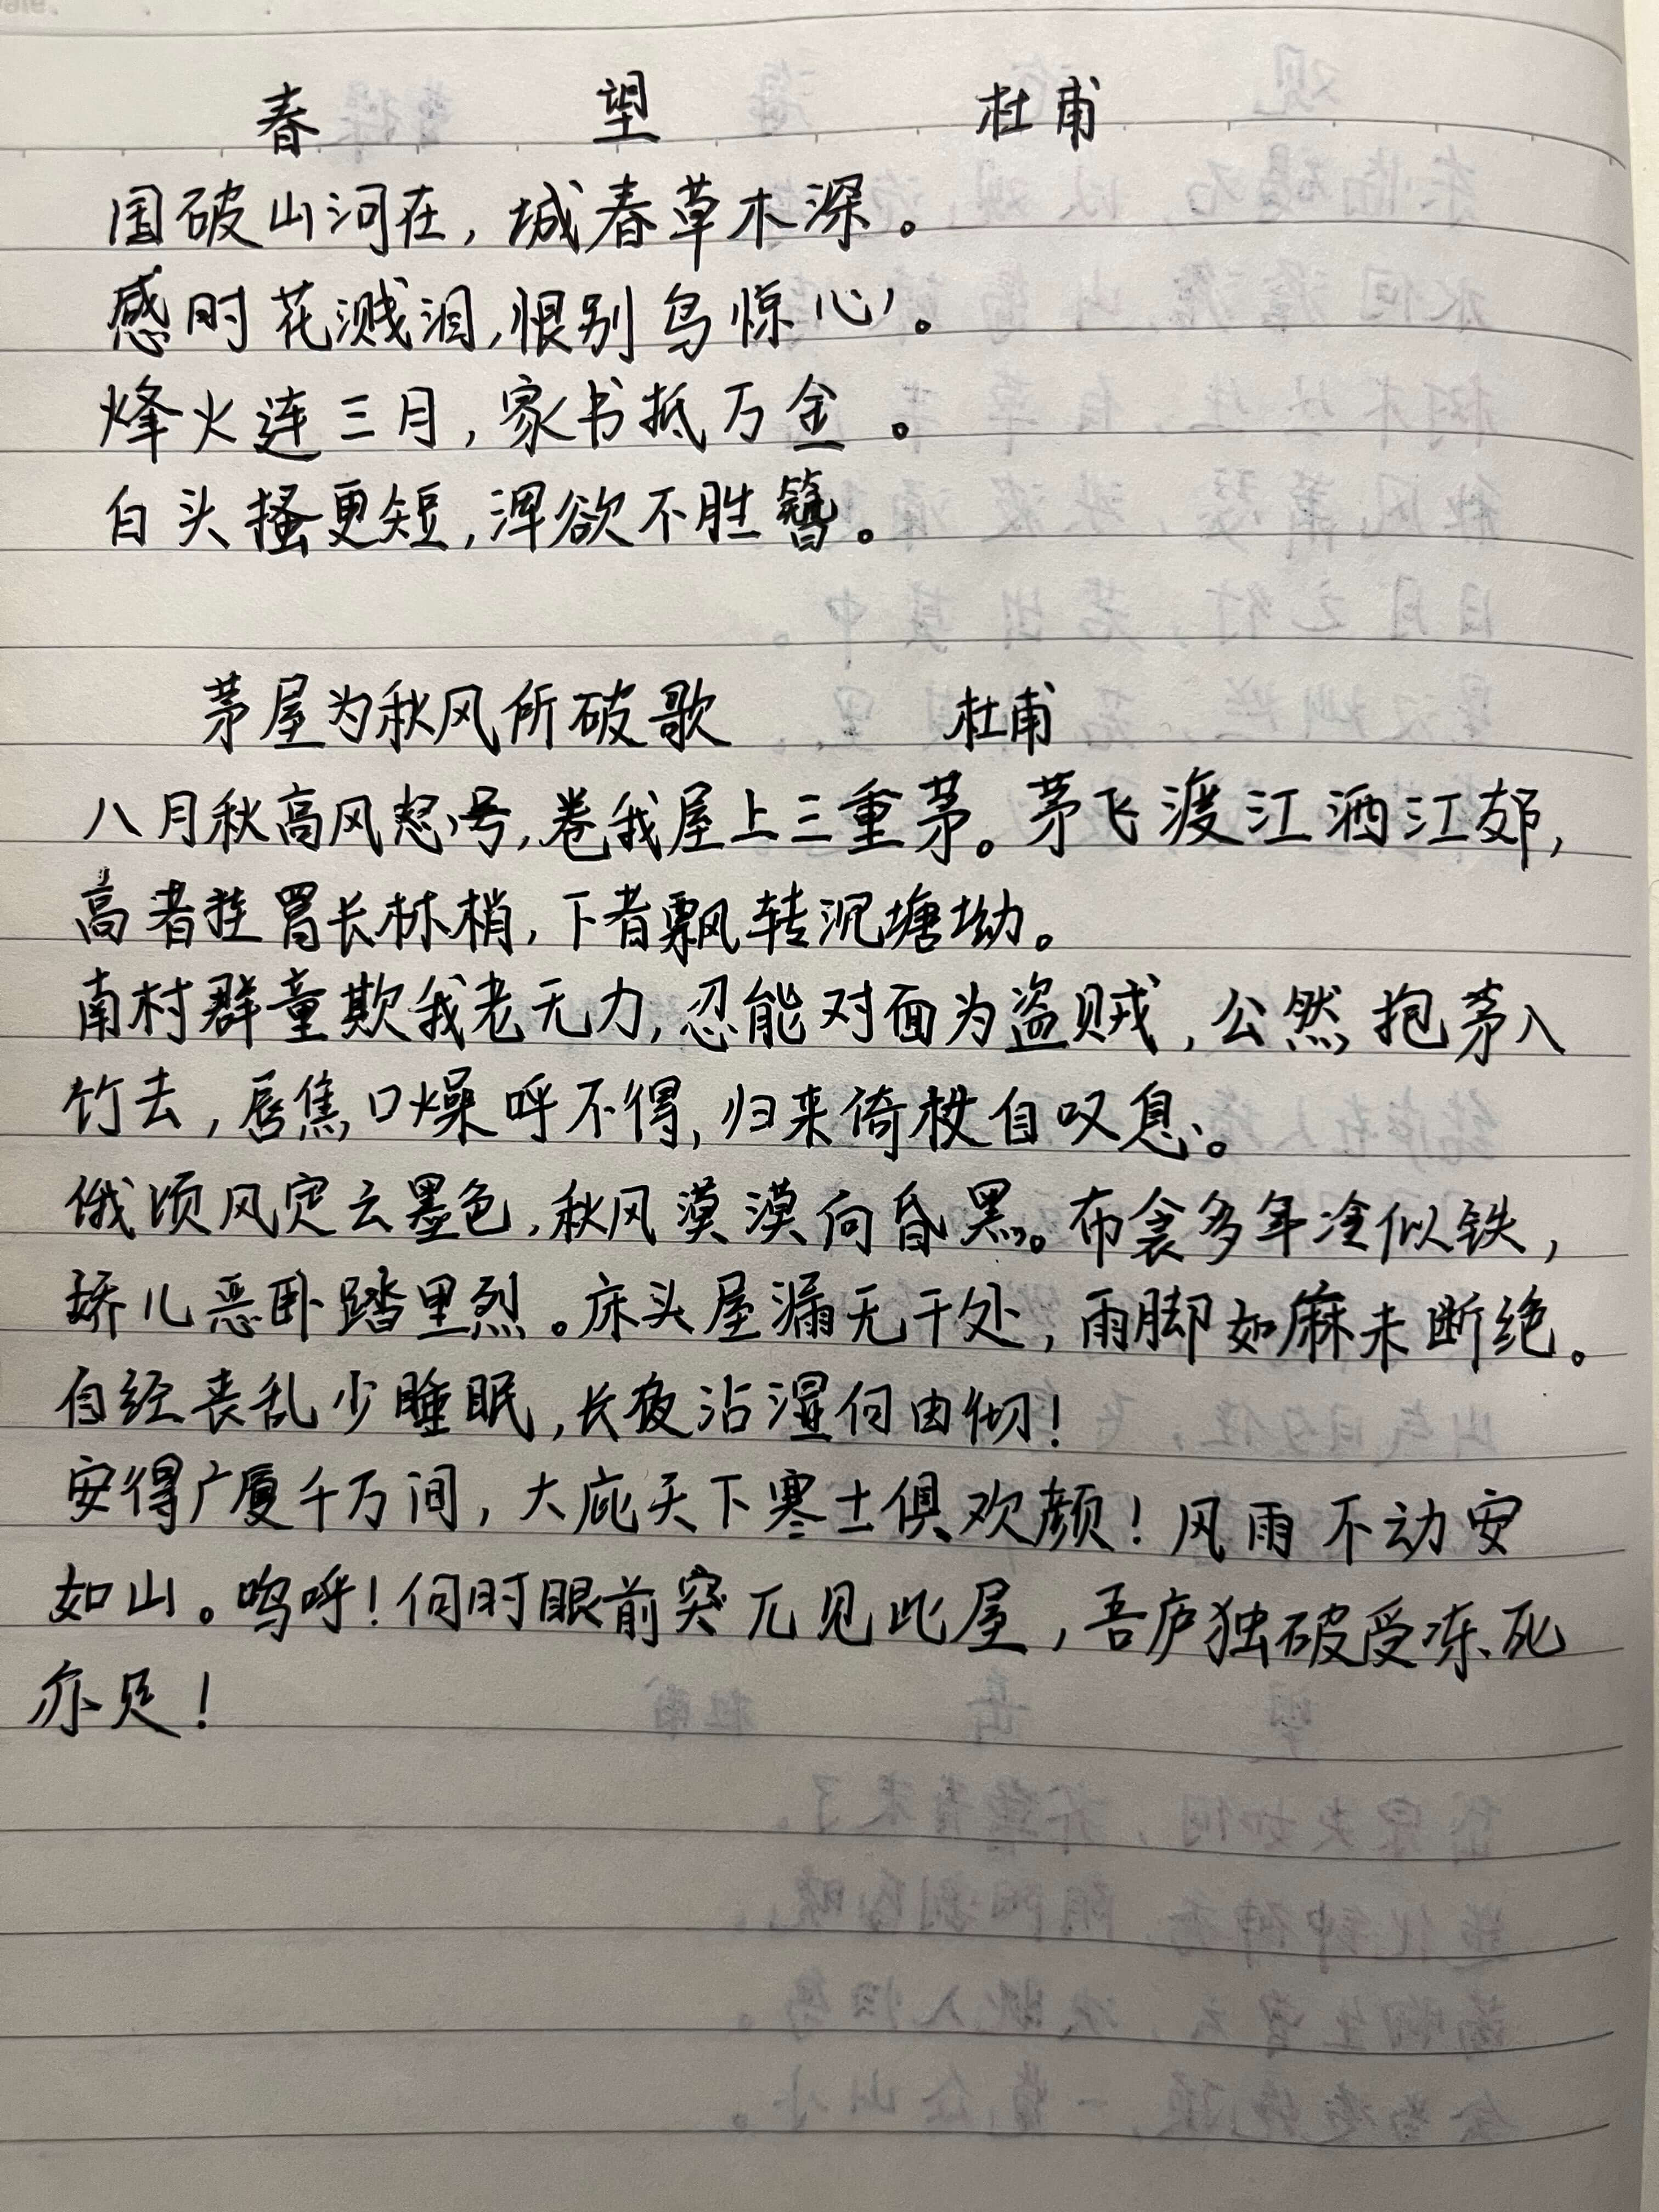 春 望 杜甫
国破山河在，城春草木深。
感时花溅泪，恨别鸟惊心。
烽火连三月，家书抵万金。
白头搔更短，浑欲不胜簪。
茅屋为秋风所破歌 杜甫
八月秋高风怒号，卷我屋上三重茅。茅飞渡江洒江郊，
高者挂罥长林梢，下者飘转沉塘坳。
南村群童欺我老无力，忍能对面为盗贼，公然抱茅入
竹去，唇焦口燥呼不得，归来倚杖自叹息。
俄顷风定云墨色，秋风漠漠向昏黑。布衾多年冷似铁，
娇儿恶卧踏里烈。床头屋漏无干处，雨脚如麻未断绝。
自经丧乱少睡眠，长夜沾湿何由彻！
安得广厦千万间，大庇天下寒士俱欢颜！风雨不动安
如山。呜呼！何时眼前突兀见此屋，吾庐独破受冻死
亦足！